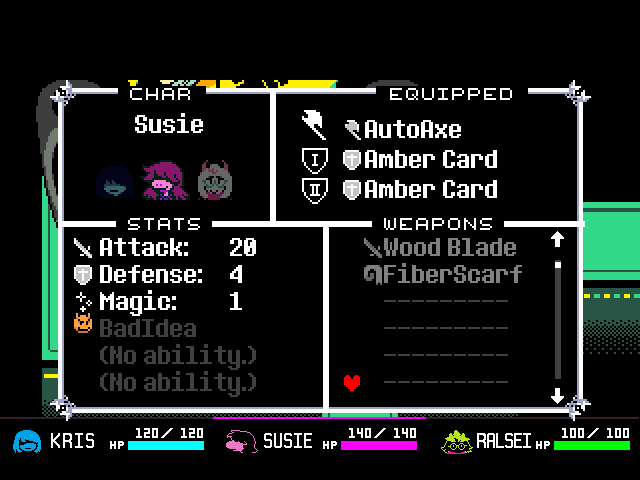 CHAR
Susie
EQUIPPED
AutoAxe
I Amber Card
II Amber Card
STATS
Attack: 20
Defense: 4
Magic: 1
BadIdea
(No ability.)
(No ability.)
WEAPONS
Wood Blade
FiberScarf
---------
---------
---------
---------
KRIS HP 120/120
SUSIE HP 140/140
RALSEI HP 100/100